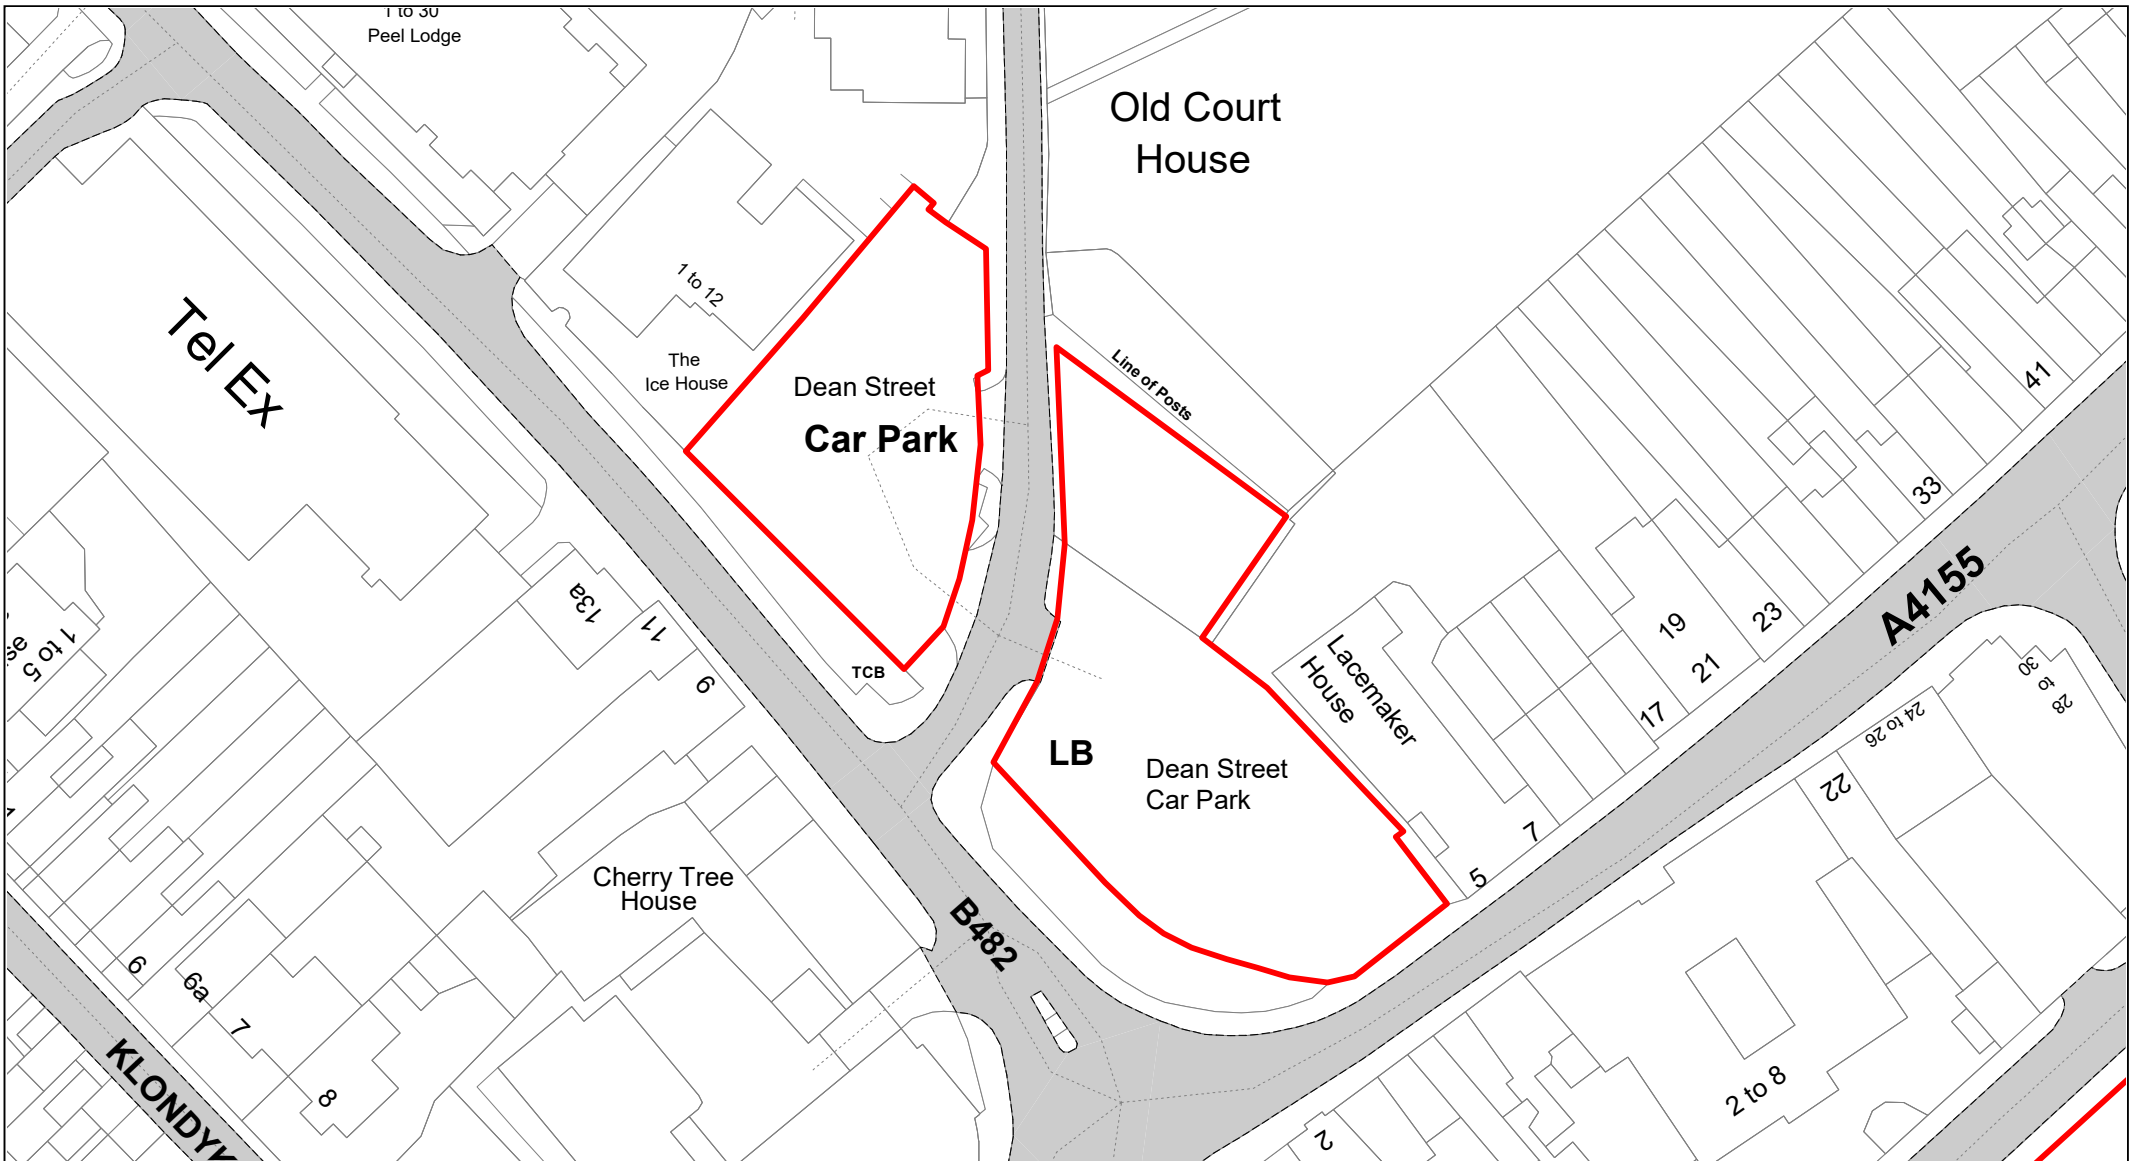 1 to 30
Peel Lodge
Old Court
House
1 to 12
Tel Ex
The
Ice House
Dean Street
Car Park
Line of Posts
41
33
A4155
13a
11
9
1 to 5
TCB
Lacemaker
House
19
23
21
17
30
to
28
24 to 26
22
LB
Dean Street
Car Park
7
5
Cherry Tree
House
B482
6
6a
7
8
KLONDYK
2 to 8
2